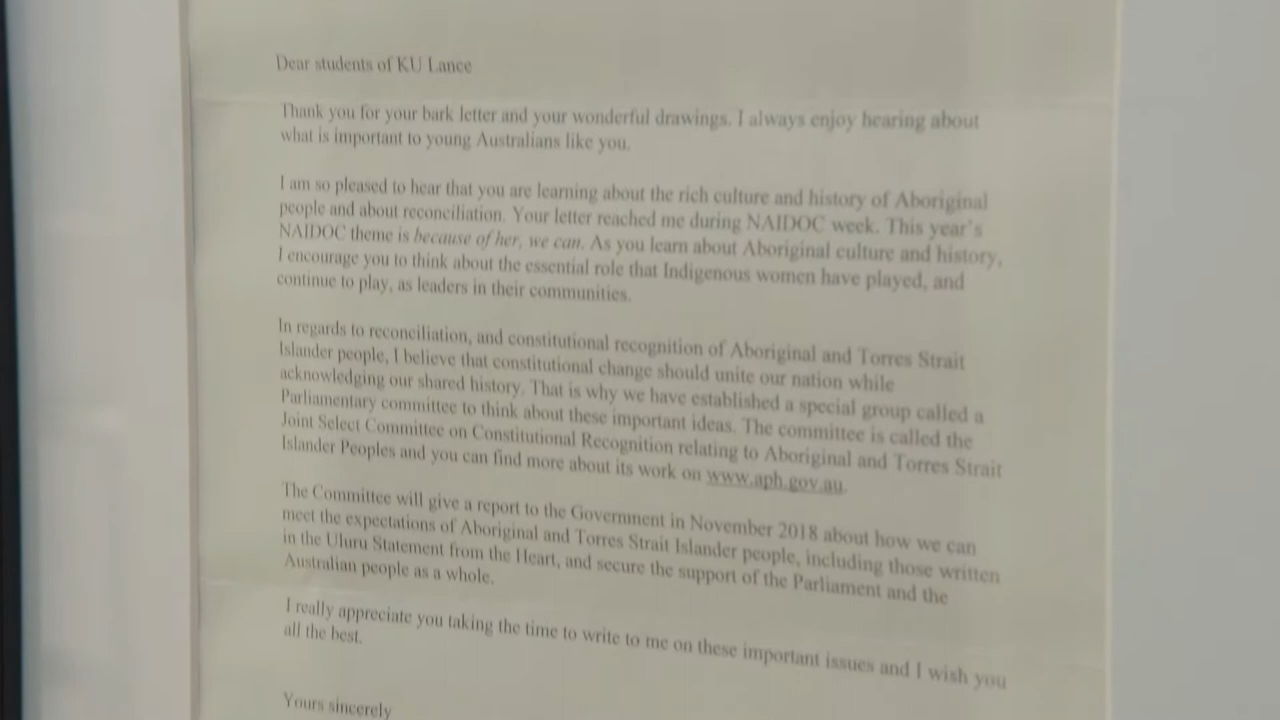 Dear students of KU Lance
Thank you for your bark letter and your wonderful drawings. I always enjoy hearing about
what is important to young Australians like you.
I am so pleased to hear that you are learning about the rich culture and history of Aboriginal
people and about reconciliation. Your letter reached me during NAIDOC week. This year's
NAIDOC theme is because of her, we can. As you learn about Aboriginal culture and history,
I encourage you to think about the essential role that Indigenous women have played, and
continue to play, as leaders in their communities.
In regards to reconciliation, and constitutional recognition of Aboriginal and Torres Strait
Islander people, I believe that constitutional change should unite our nation while
acknowledging our shared history. That is why we have established a special group called a
Parliamentary committee to think about these important ideas. The committee is called the
Joint Select Committee on Constitutional Recognition relating to Aboriginal and Torres Strait
Islander Peoples and you can find more about its work on www.aph.gov.au.
The Committee will give a report to the Government in November 2018 about how we can
meet the expectations of Aboriginal and Torres Strait Islander people, including those written
in the Uluru Statement from the Heart, and secure the support of the Parliament and the
Australian people as a whole.
I really appreciate you taking the time to write to me on these important issues and I wish you
all the best.
Yours sincerely